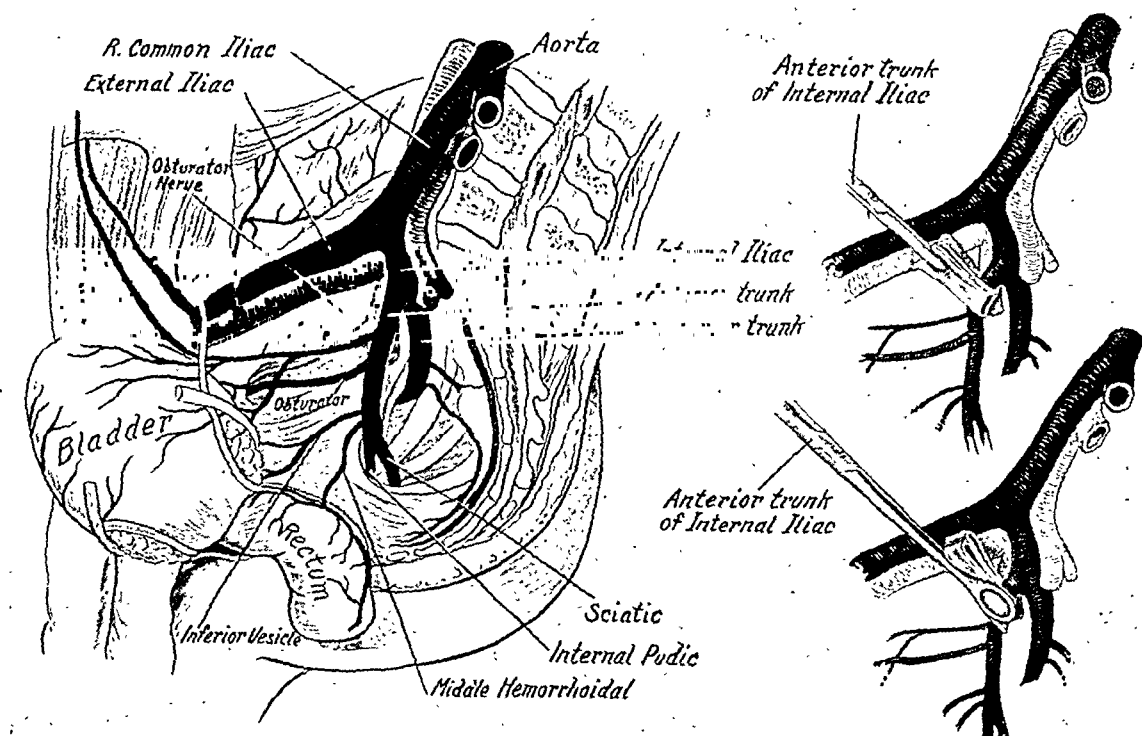 R. Common Iliac
External Iliac
Aorta
Obturator
Nerve
Iliac
trunk
trunk
Bladder
Obturator
Rectum
Inferior Vesicle
Sciatic
Internal Pudic
Middle Hemorrhoidal
Anterior trunk
of Internal Iliac
Anterior trunk
of Internal Iliac